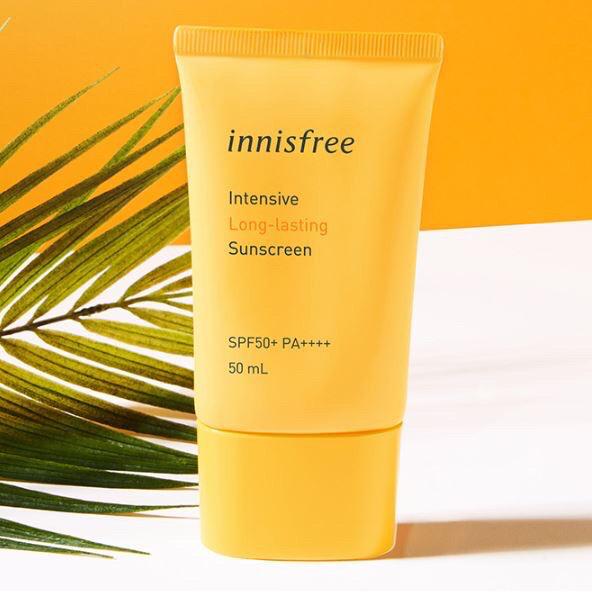 innisfree
Intensive
Long-lasting
Sunscreen
SPF50+ PA++++
50 mL